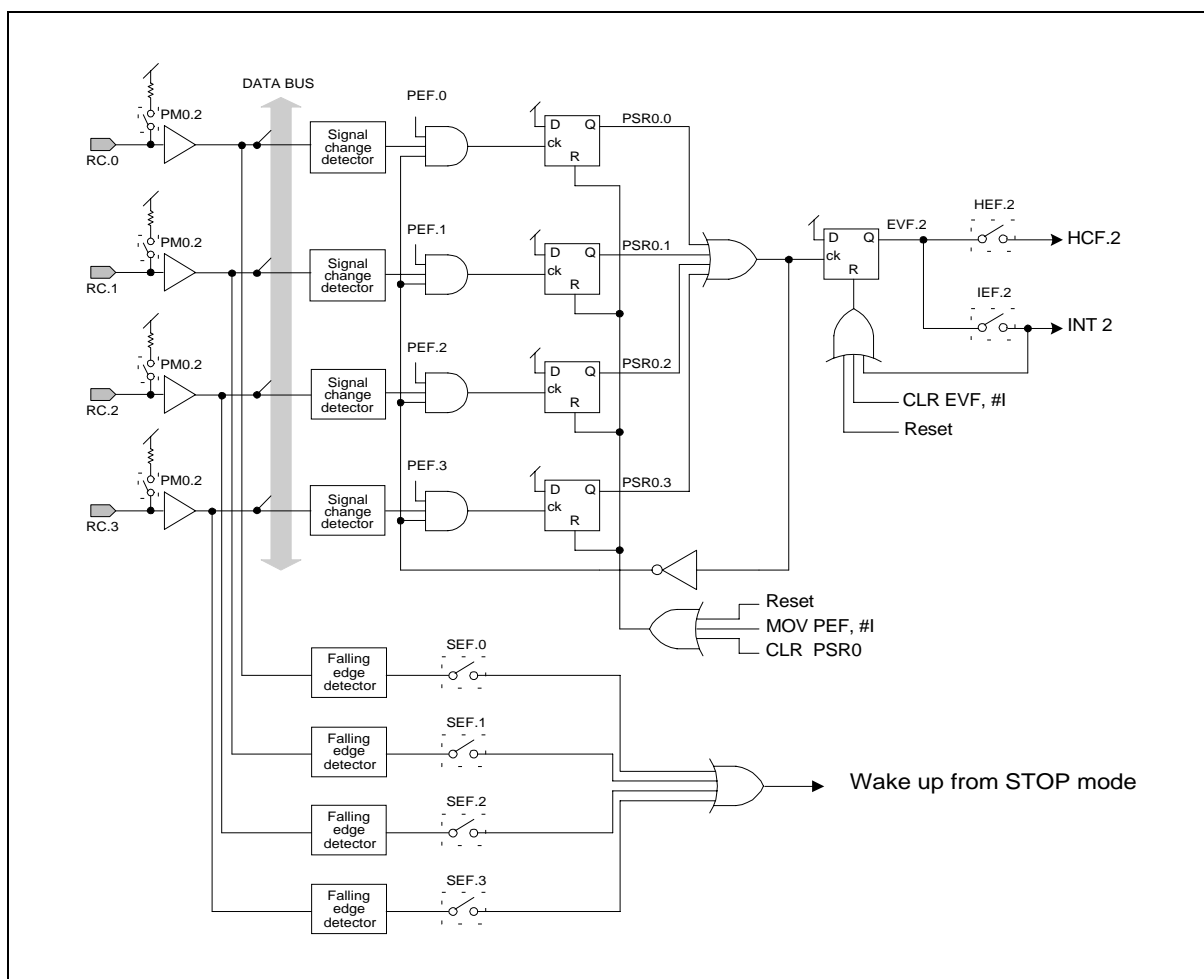 DATA BUS
PEF.0
PM0.2
RC.0
Signal
change
detector
D
Q
ck
R
PSR0.0
PEF.1
PM0.2
RC.1
Signal
change
detector
D
Q
ck
R
PSR0.1
D
Q
ck
R
EVF.2
HEF.2
HCF.2
IEF.2
INT 2
CLR EVF, #I
Reset
PEF.2
PM0.2
RC.2
Signal
change
detector
D
Q
ck
R
PSR0.2
PEF.3
PM0.2
RC.3
Signal
change
detector
D
Q
ck
R
PSR0.3
Reset
MOV PEF, #I
CLR PSR0
Falling
edge
detector
SEF.0
Falling
edge
detector
SEF.1
Wake up from STOP mode
Falling
edge
detector
SEF.2
Falling
edge
detector
SEF.3